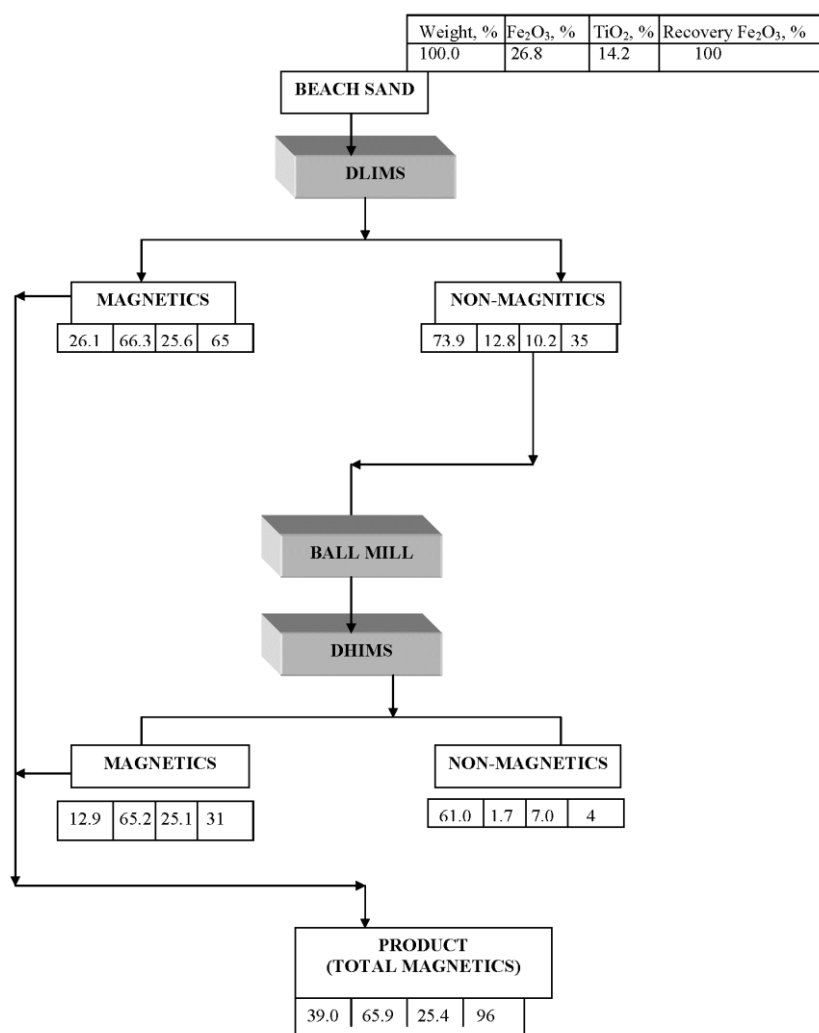 Weight, % Fe₂O₃, % TiO₂, % Recovery Fe₂O₃, %
100.0 26.8 14.2 100
BEACH SAND
DLIMS
MAGNETICS
26.1 66.3 25.6 65
NON-MAGNITICS
73.9 12.8 10.2 35
BALL MILL
DHIMS
MAGNETICS
12.9 65.2 25.1 31
NON-MAGNETICS
61.0 1.7 7.0 4
PRODUCT
(TOTAL MAGNETICS)
39.0 65.9 25.4 96